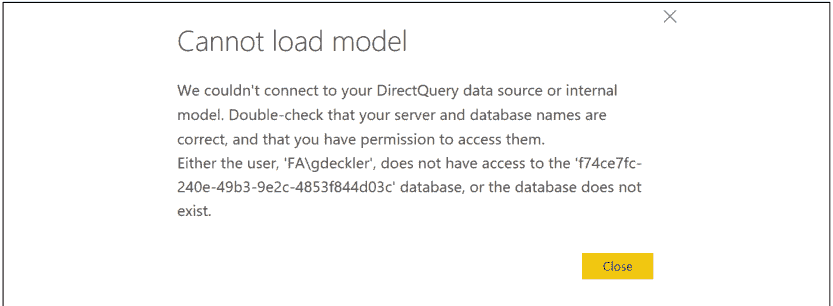 Cannot load model
We couldn't connect to your DirectQuery data source or internal
model. Double-check that your server and database names are
correct, and that you have permission to access them.
Either the user, 'FA\gdeckler', does not have access to the 'f74ce7fc-
240e-49b3-9e2c-4853f844d03c' database, or the database does not
exist.
Close